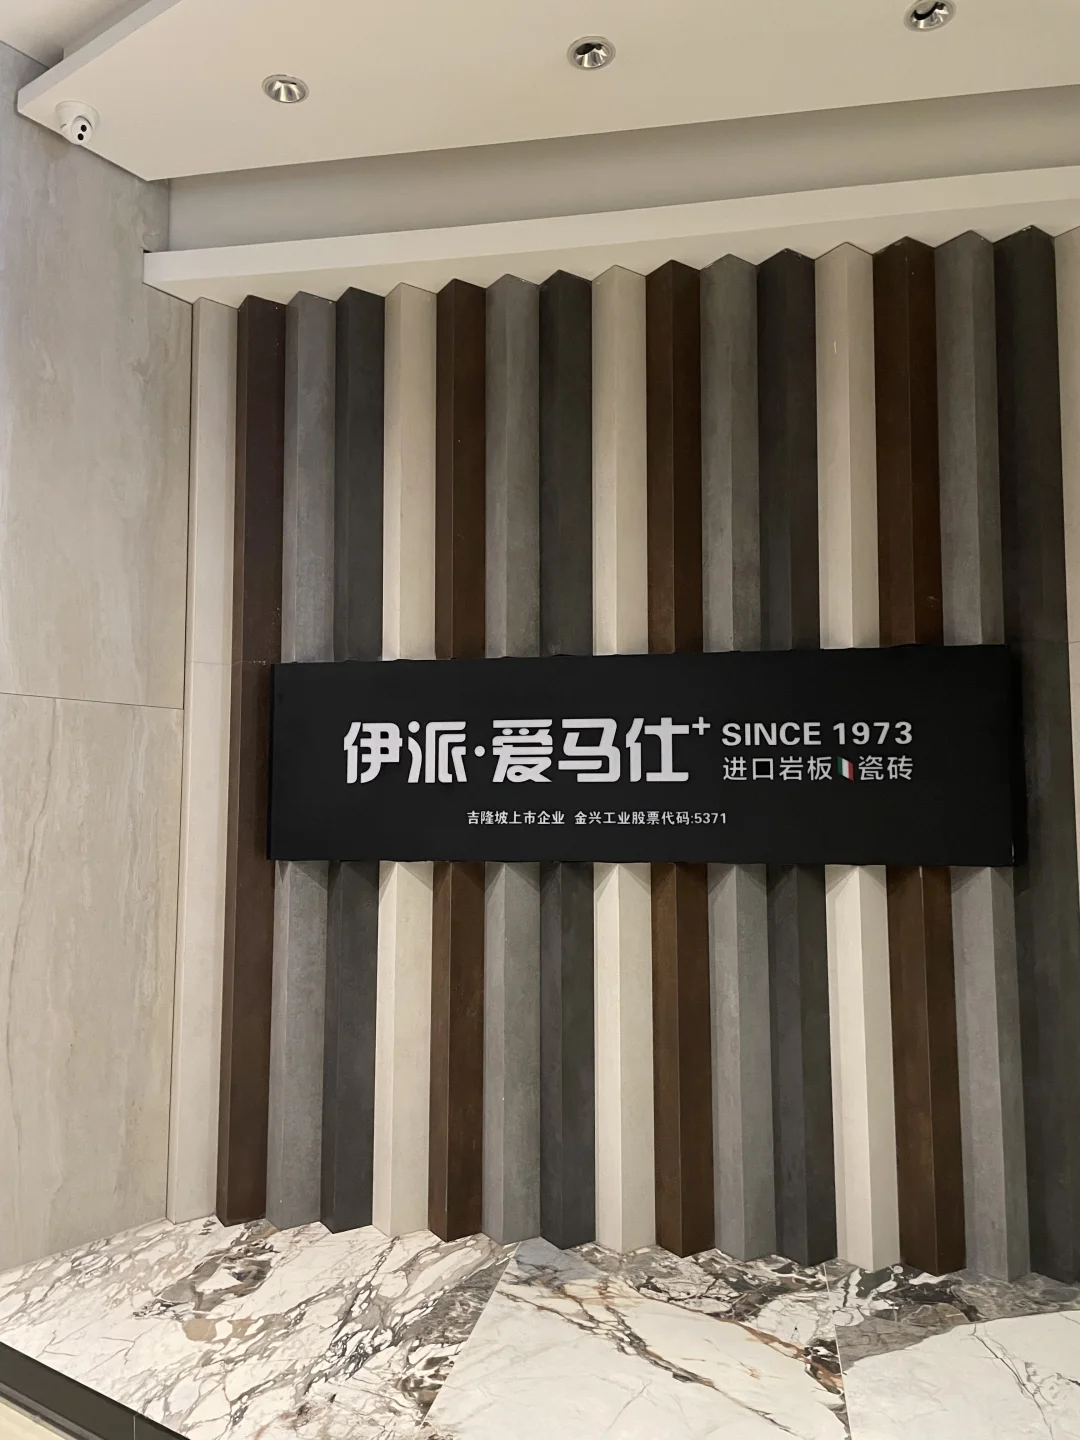 伊派·爱马仕+ SINCE 1973
进口岩板 瓷砖
吉隆坡上市企业 金兴工业股票代码:5371